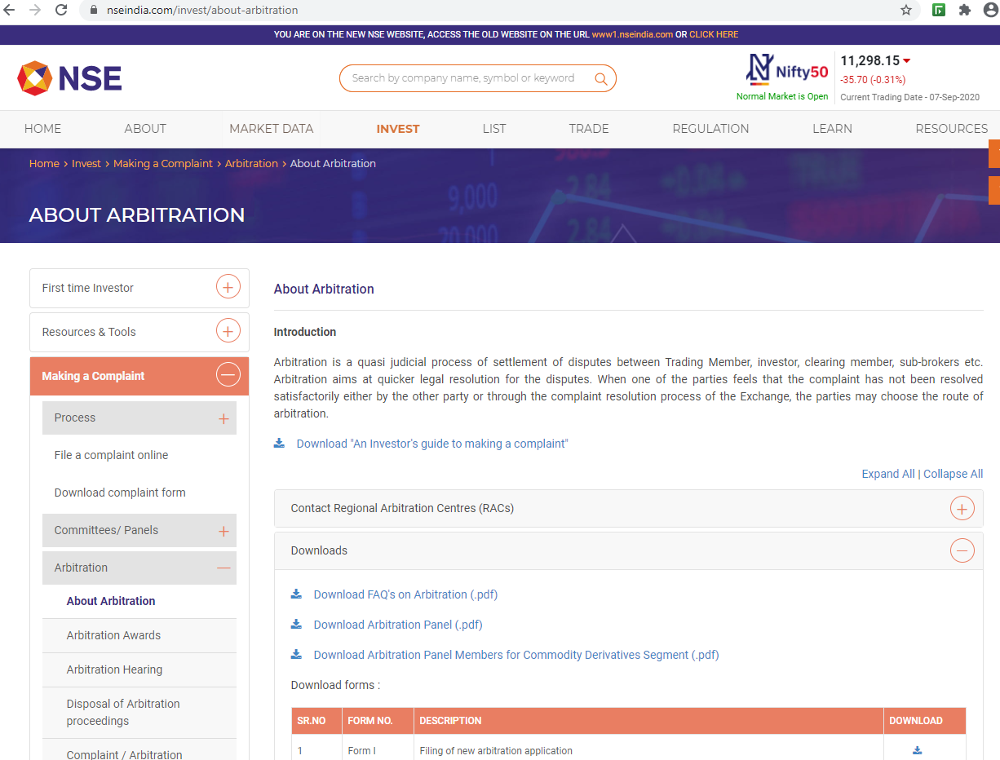 nseindia.com/invest/about-arbitration
YOU ARE ON THE NEW NSE WEBSITE, ACCESS THE OLD WEBSITE ON THE URL www1.nseindia.com OR CLICK HERE
NSE
Search by company name, symbol or keyword
Nifty50
11,298.15
-35.70 (-0.31%)
Normal Market is Open
Current Trading Date - 07-Sep-2020
HOME ABOUT MARKET DATA INVEST LIST TRADE REGULATION LEARN RESOURCES
Home > Invest > Making a Complaint > Arbitration > About Arbitration
9,000
2.84
ABOUT ARBITRATION
2.84
First time Investor
Resources & Tools
Making a Complaint
Process
File a complaint online
Download complaint form
Committees/ Panels
Arbitration
About Arbitration
Arbitration Awards
Arbitration Hearing
Disposal of Arbitration
proceedings
Complaint / Arbitration
About Arbitration
Introduction
Arbitration is a quasi judicial process of settlement of disputes between Trading Member, investor, clearing member, sub-brokers etc.
Arbitration aims at quicker legal resolution for the disputes. When one of the parties feels that the complaint has not been resolved
satisfactorily either by the other party or through the complaint resolution process of the Exchange, the parties may choose the route of
arbitration.
Download "An Investor's guide to making a complaint"
Expand All | Collapse All
Contact Regional Arbitration Centres (RACs)
Downloads
Download FAQ's on Arbitration (.pdf)
Download Arbitration Panel (.pdf)
Download Arbitration Panel Members for Commodity Derivatives Segment (.pdf)
Download forms :
SR.NO FORM NO. DESCRIPTION DOWNLOAD
1 Form I Filing of new arbitration application